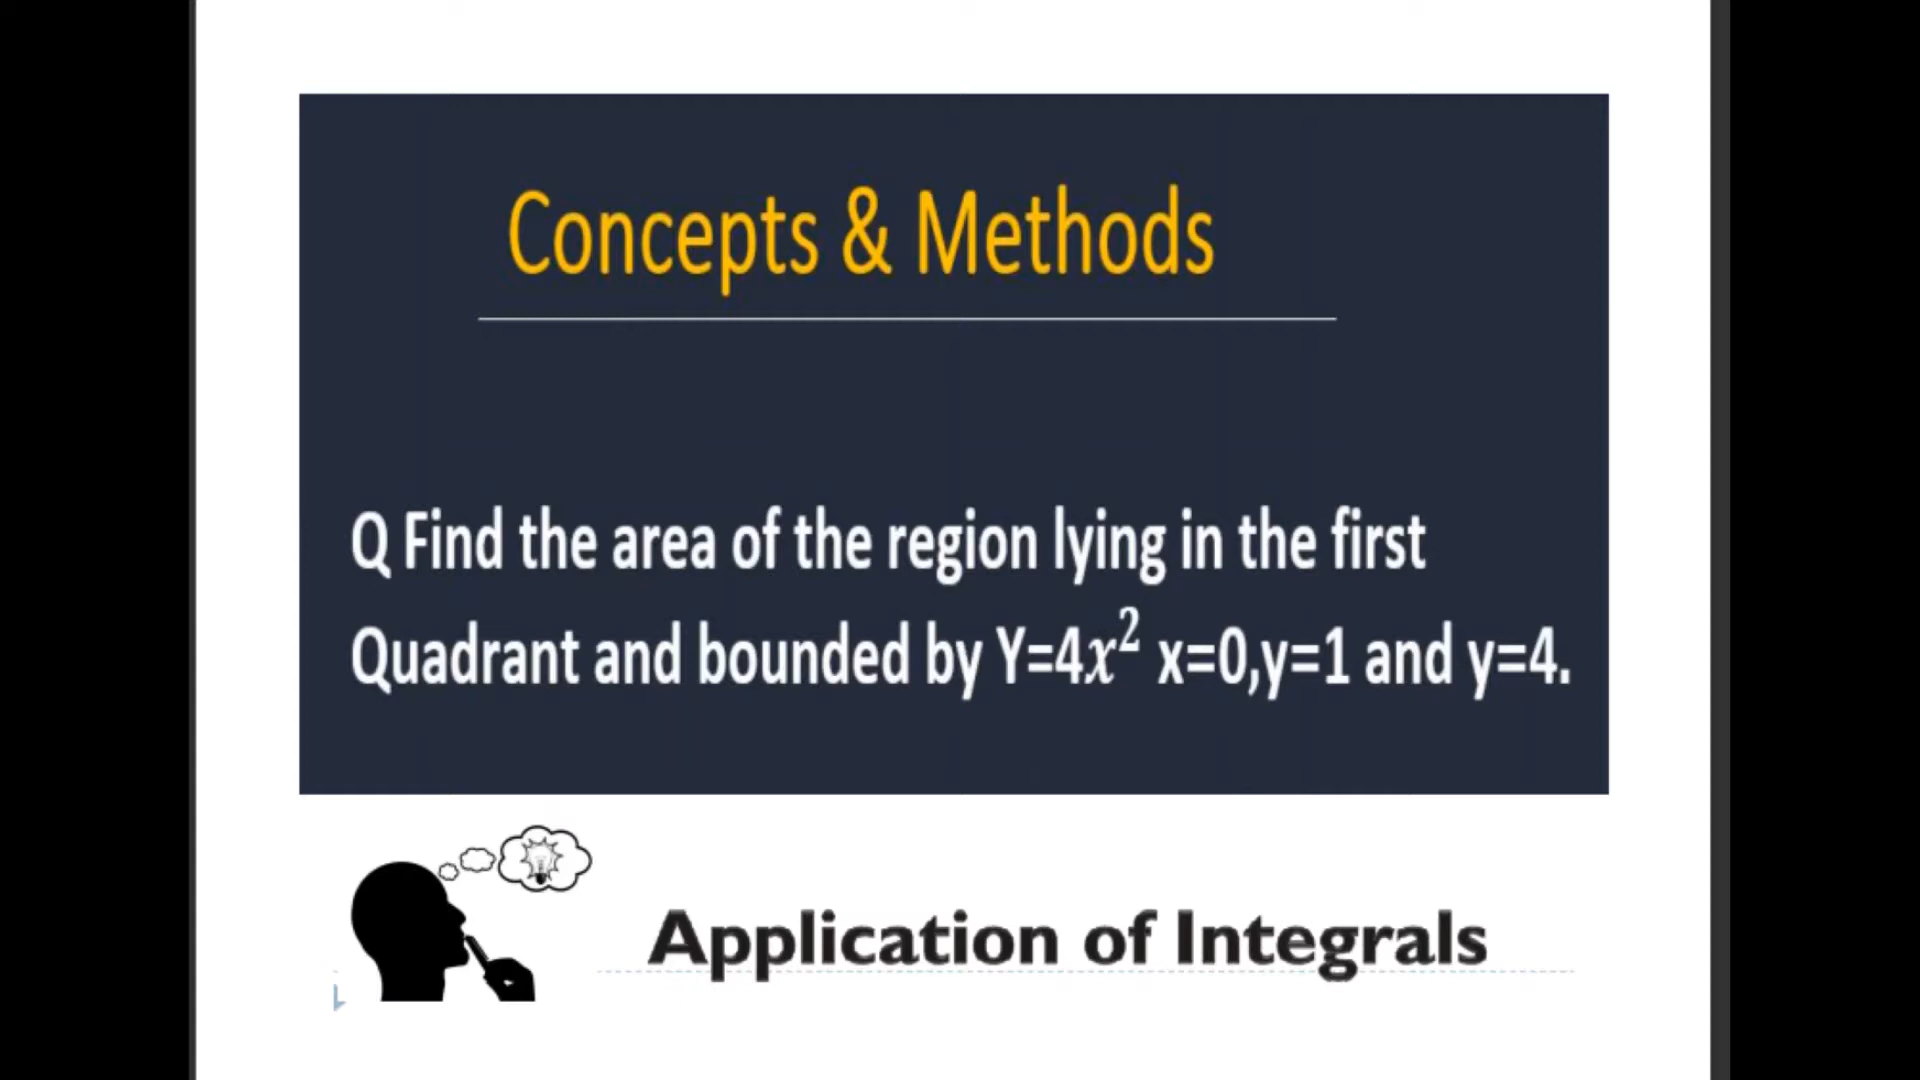 Concepts & Methods
Q Find the area of the region lying in the first
Quadrant and bounded by Y=4x² x=0,y=1 and y=4.
Application of Integrals